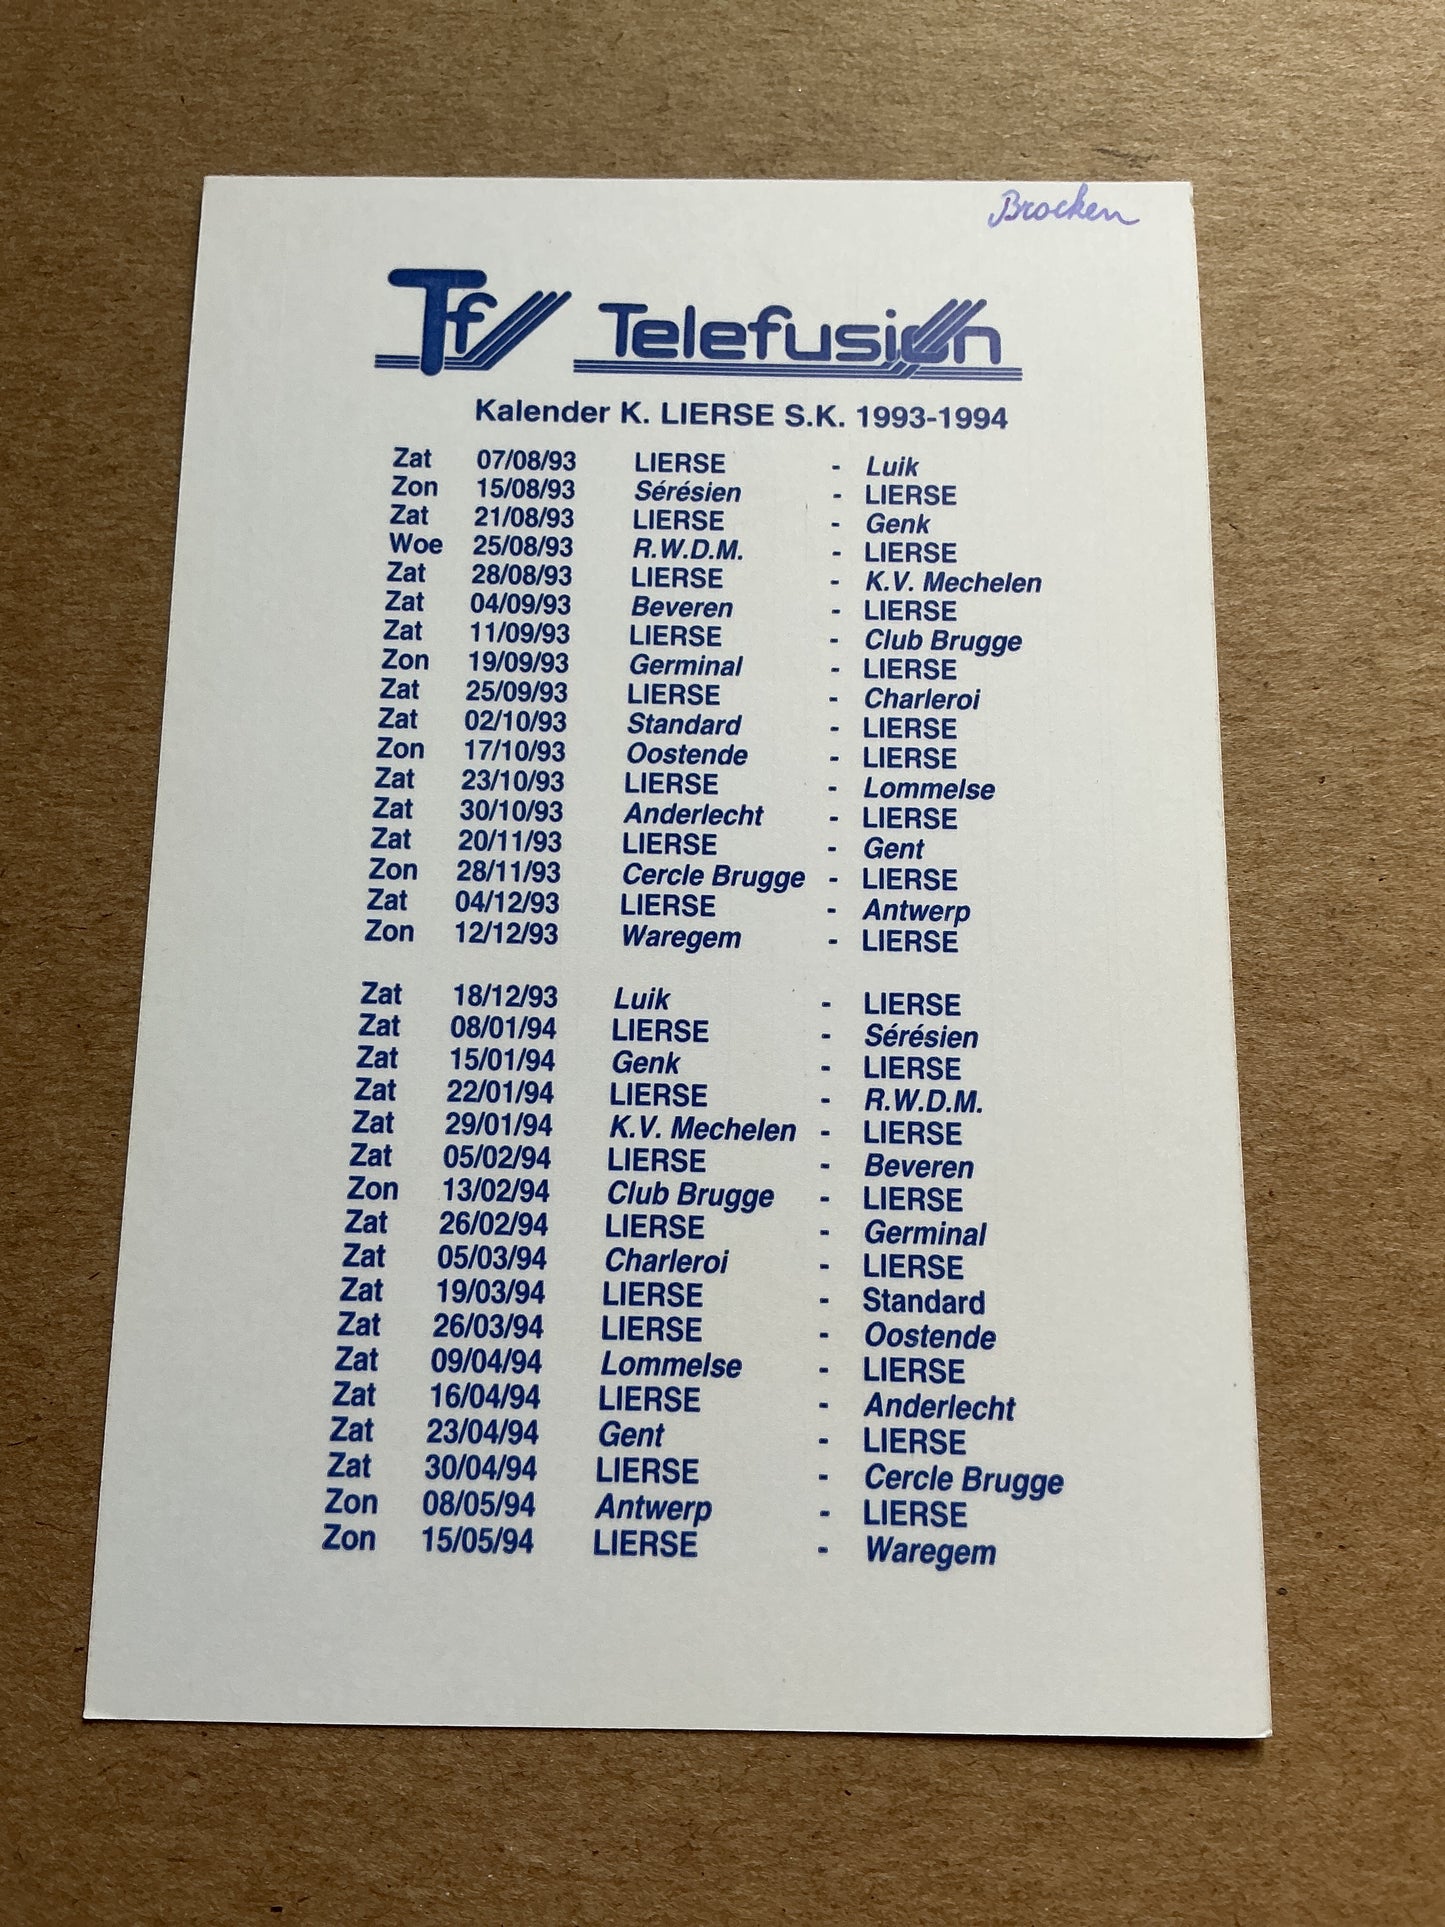 Brocken
Tf Telefusion
Kalender K. LIERSE S.K. 1993-1994
Zat 07/08/93 LIERSE - Luik
Zon 15/08/93 Sérésien - LIERSE
Zat 21/08/93 LIERSE - Genk
Woe 25/08/93 R.W.D.M. - LIERSE
Zat 28/08/93 LIERSE - K.V. Mechelen
Zat 04/09/93 Beveren - LIERSE
Zat 11/09/93 LIERSE - Club Brugge
Zon 19/09/93 Germinal - LIERSE
Zat 25/09/93 LIERSE - Charleroi
Zat 02/10/93 Standard - LIERSE
Zon 17/10/93 Oostende - LIERSE
Zat 23/10/93 LIERSE - Lommelse
Zat 30/10/93 Anderlecht - LIERSE
Zat 20/11/93 LIERSE - Gent
Zon 28/11/93 Cercle Brugge - LIERSE
Zat 04/12/93 LIERSE - Antwerp
Zon 12/12/93 Waregem - LIERSE
Zat 18/12/93 Luik - LIERSE
Zat 08/01/94 LIERSE - Sérésien
Zat 15/01/94 Genk - LIERSE
Zat 22/01/94 LIERSE - R.W.D.M.
Zat 29/01/94 K.V. Mechelen - LIERSE
Zat 05/02/94 LIERSE - Beveren
Zon 13/02/94 Club Brugge - LIERSE
Zat 26/02/94 LIERSE - Germinal
Zat 05/03/94 Charleroi - LIERSE
Zat 19/03/94 LIERSE - Standard
Zat 26/03/94 LIERSE - Oostende
Zat 09/04/94 Lommelse - LIERSE
Zat 16/04/94 LIERSE - Anderlecht
Zat 23/04/94 Gent - LIERSE
Zat 30/04/94 LIERSE - Cercle Brugge
Zon 08/05/94 Antwerp - LIERSE
Zon 15/05/94 LIERSE - Waregem